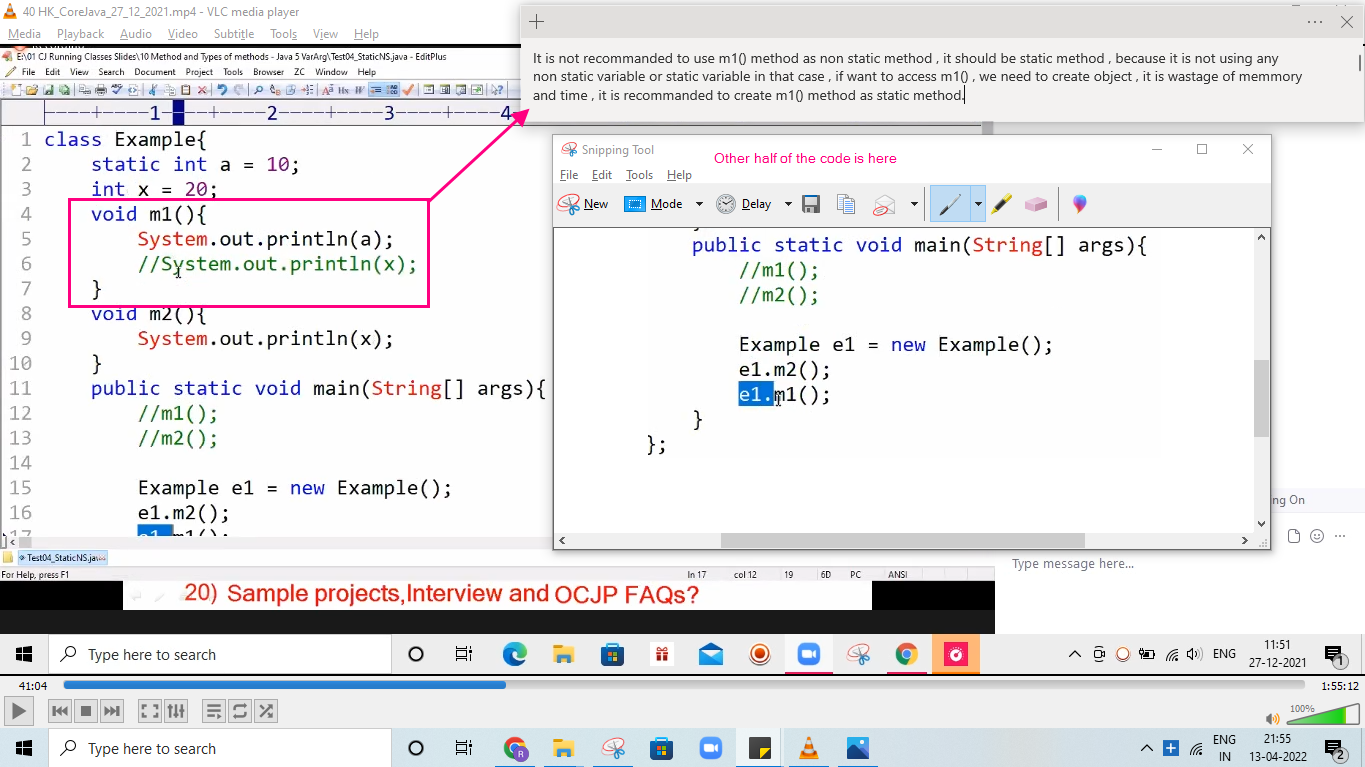 40 HK_CoreJava_27_12_2021.mp4 - VLC media player
Media Playback Audio Video Subtitle Tools View Help
E:\01 CJ Running Classes Slides\10 Method and Types of methods - Java 5 VarArg\Test04_StaticNS.java - EditPlus
File Edit View Search Document Project Tools Browser ZC Window Help
It is not recommanded to use m1() method as non static method , it should be static method , because it is not using any
non static variable or static variable in that case , if want to access m1() , we need to create object , it is wastage of memmory
and time , it is recommanded to create m1() method as static method.
----+----1----+----2----+----3----+----4
1 class Example{
2 static int a = 10;
3 int x = 20;
4 void m1(){
5 System.out.println(a);
6 //System.out.println(x);
7 }
8 void m2(){
9 System.out.println(x);
10 }
11 public static void main(String[] args){
12 //m1();
13 //m2();
14
15 Example e1 = new Example();
16 e1.m2();
17 e1.m1();
Snipping Tool
Other half of the code is here
File Edit Tools Help
New Mode Delay
public static void main(String[] args){
//m1();
//m2();
Example e1 = new Example();
e1.m2();
e1.m1();
}
};
ng On
Type message here...
Test04_StaticNS.java
For Help, press F1 ln 17 col 12 19 6D PC ANSI
20) Sample projects,Interview and OCJP FAQs?
Type here to search ENG 11:51 27-12-2021 1
41:04 1:55:12
100%
Type here to search ENG IN 21:55 13-04-2022 2